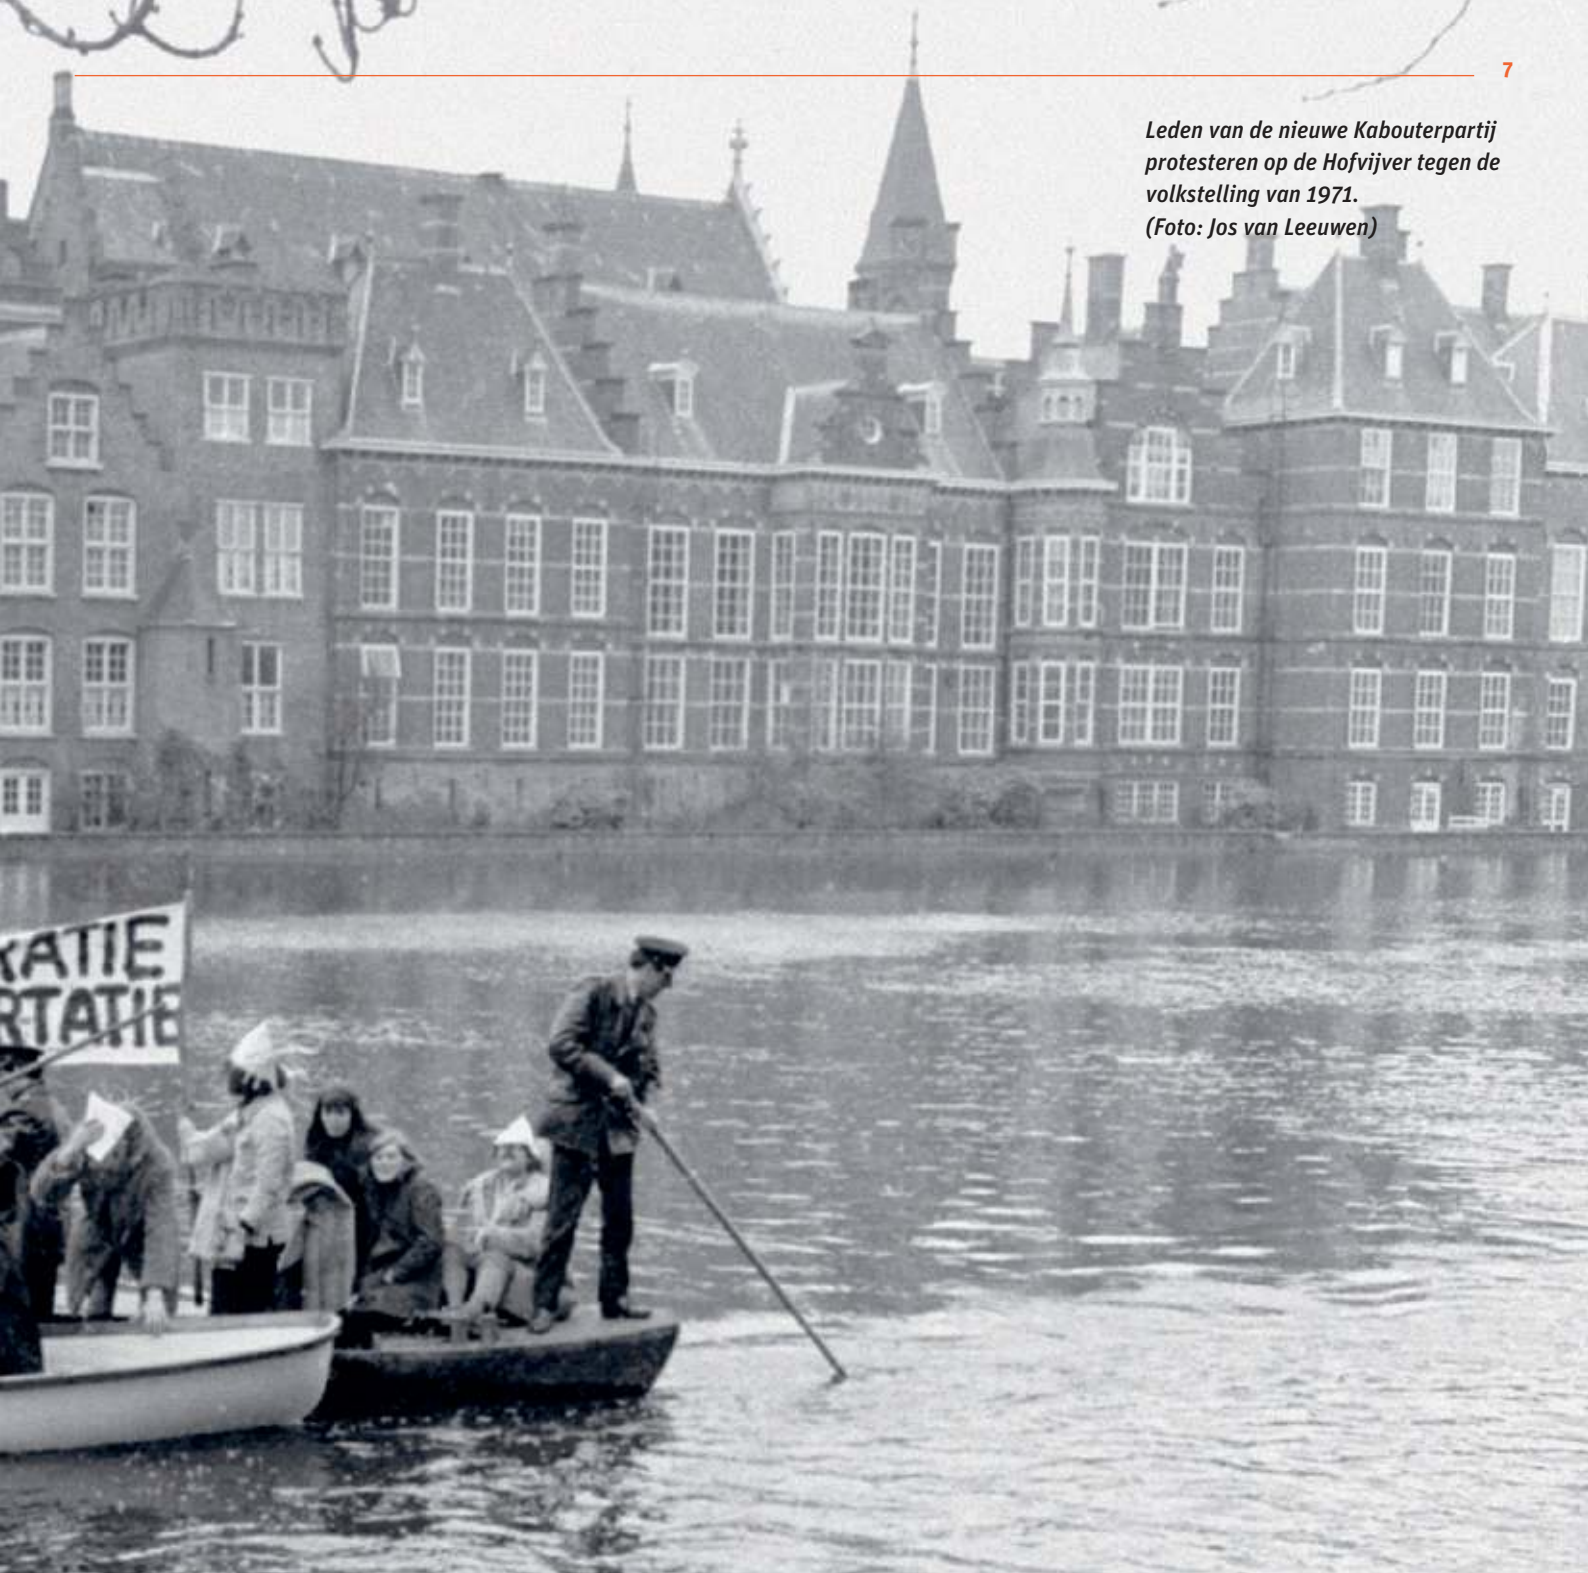 7
Leden van de nieuwe Kabouterpartij
protesteren op de Hofvijver tegen de
volkstelling van 1971.
(Foto: Jos van Leeuwen)
RATIE
RTATIE